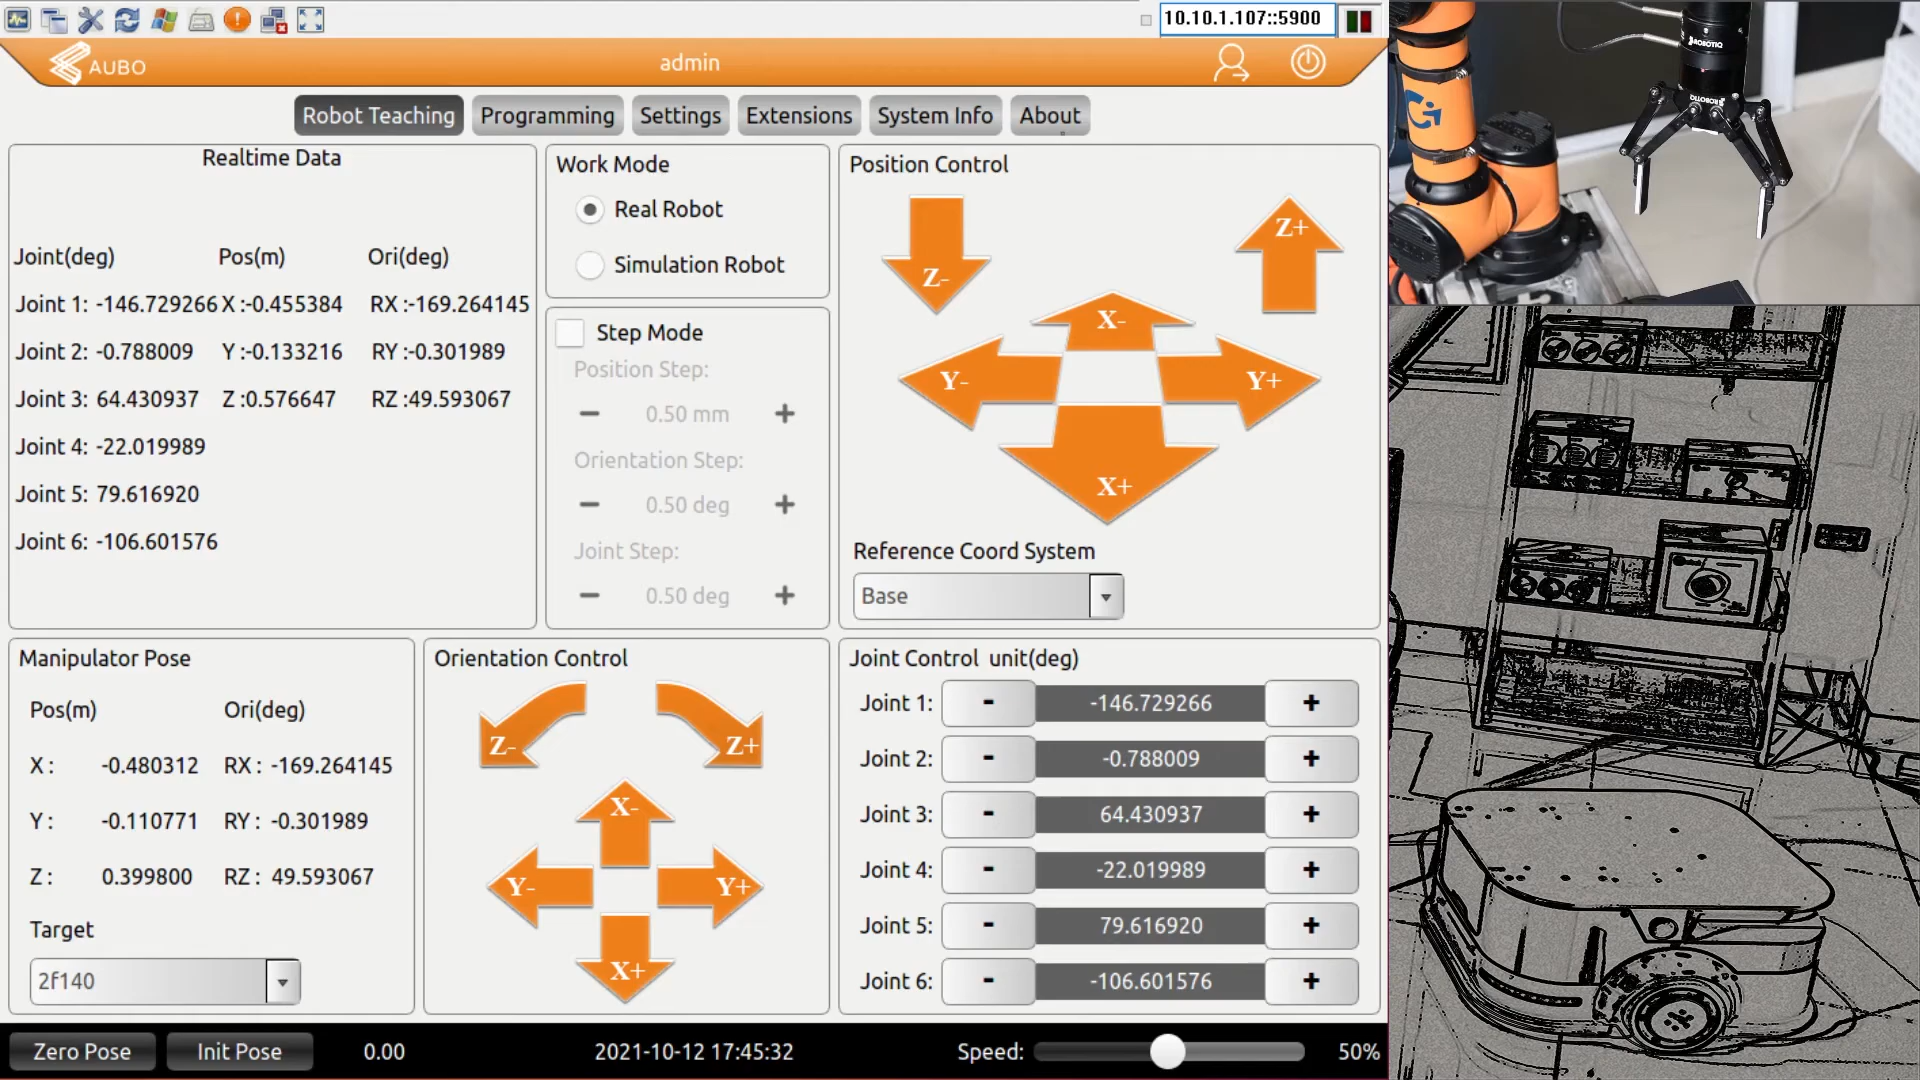 10.10.1.107::5900
AUBO
admin
Robot Teaching
Programming
Settings
Extensions
System Info
About
Realtime Data
Joint(deg) Pos(m) Ori(deg)
Joint 1: -146.729266 X :-0.455384 RX :-169.264145
Joint 2: -0.788009 Y :-0.133216 RY :-0.301989
Joint 3: 64.430937 Z :0.576647 RZ :49.593067
Joint 4: -22.019989
Joint 5: 79.616920
Joint 6: -106.601576
Work Mode
Real Robot
Simulation Robot
Step Mode
Position Step:
0.50 mm
Orientation Step:
0.50 deg
Joint Step:
0.50 deg
Position Control
Z-
Z+
X-
Y-
Y+
X+
Reference Coord System
Base
Manipulator Pose
Pos(m) Ori(deg)
X : -0.480312 RX : -169.264145
Y : -0.110771 RY : -0.301989
Z : 0.399800 RZ : 49.593067
Target
2f140
Orientation Control
Z-
Z+
X-
Y-
Y+
X+
Joint Control unit(deg)
Joint 1: - -146.729266 +
Joint 2: - -0.788009 +
Joint 3: - 64.430937 +
Joint 4: - -22.019989 +
Joint 5: - 79.616920 +
Joint 6: - -106.601576 +
Zero Pose
Init Pose
0.00
2021-10-12 17:45:32
Speed:
50%
ROBOTIQ
ROBOTIQ